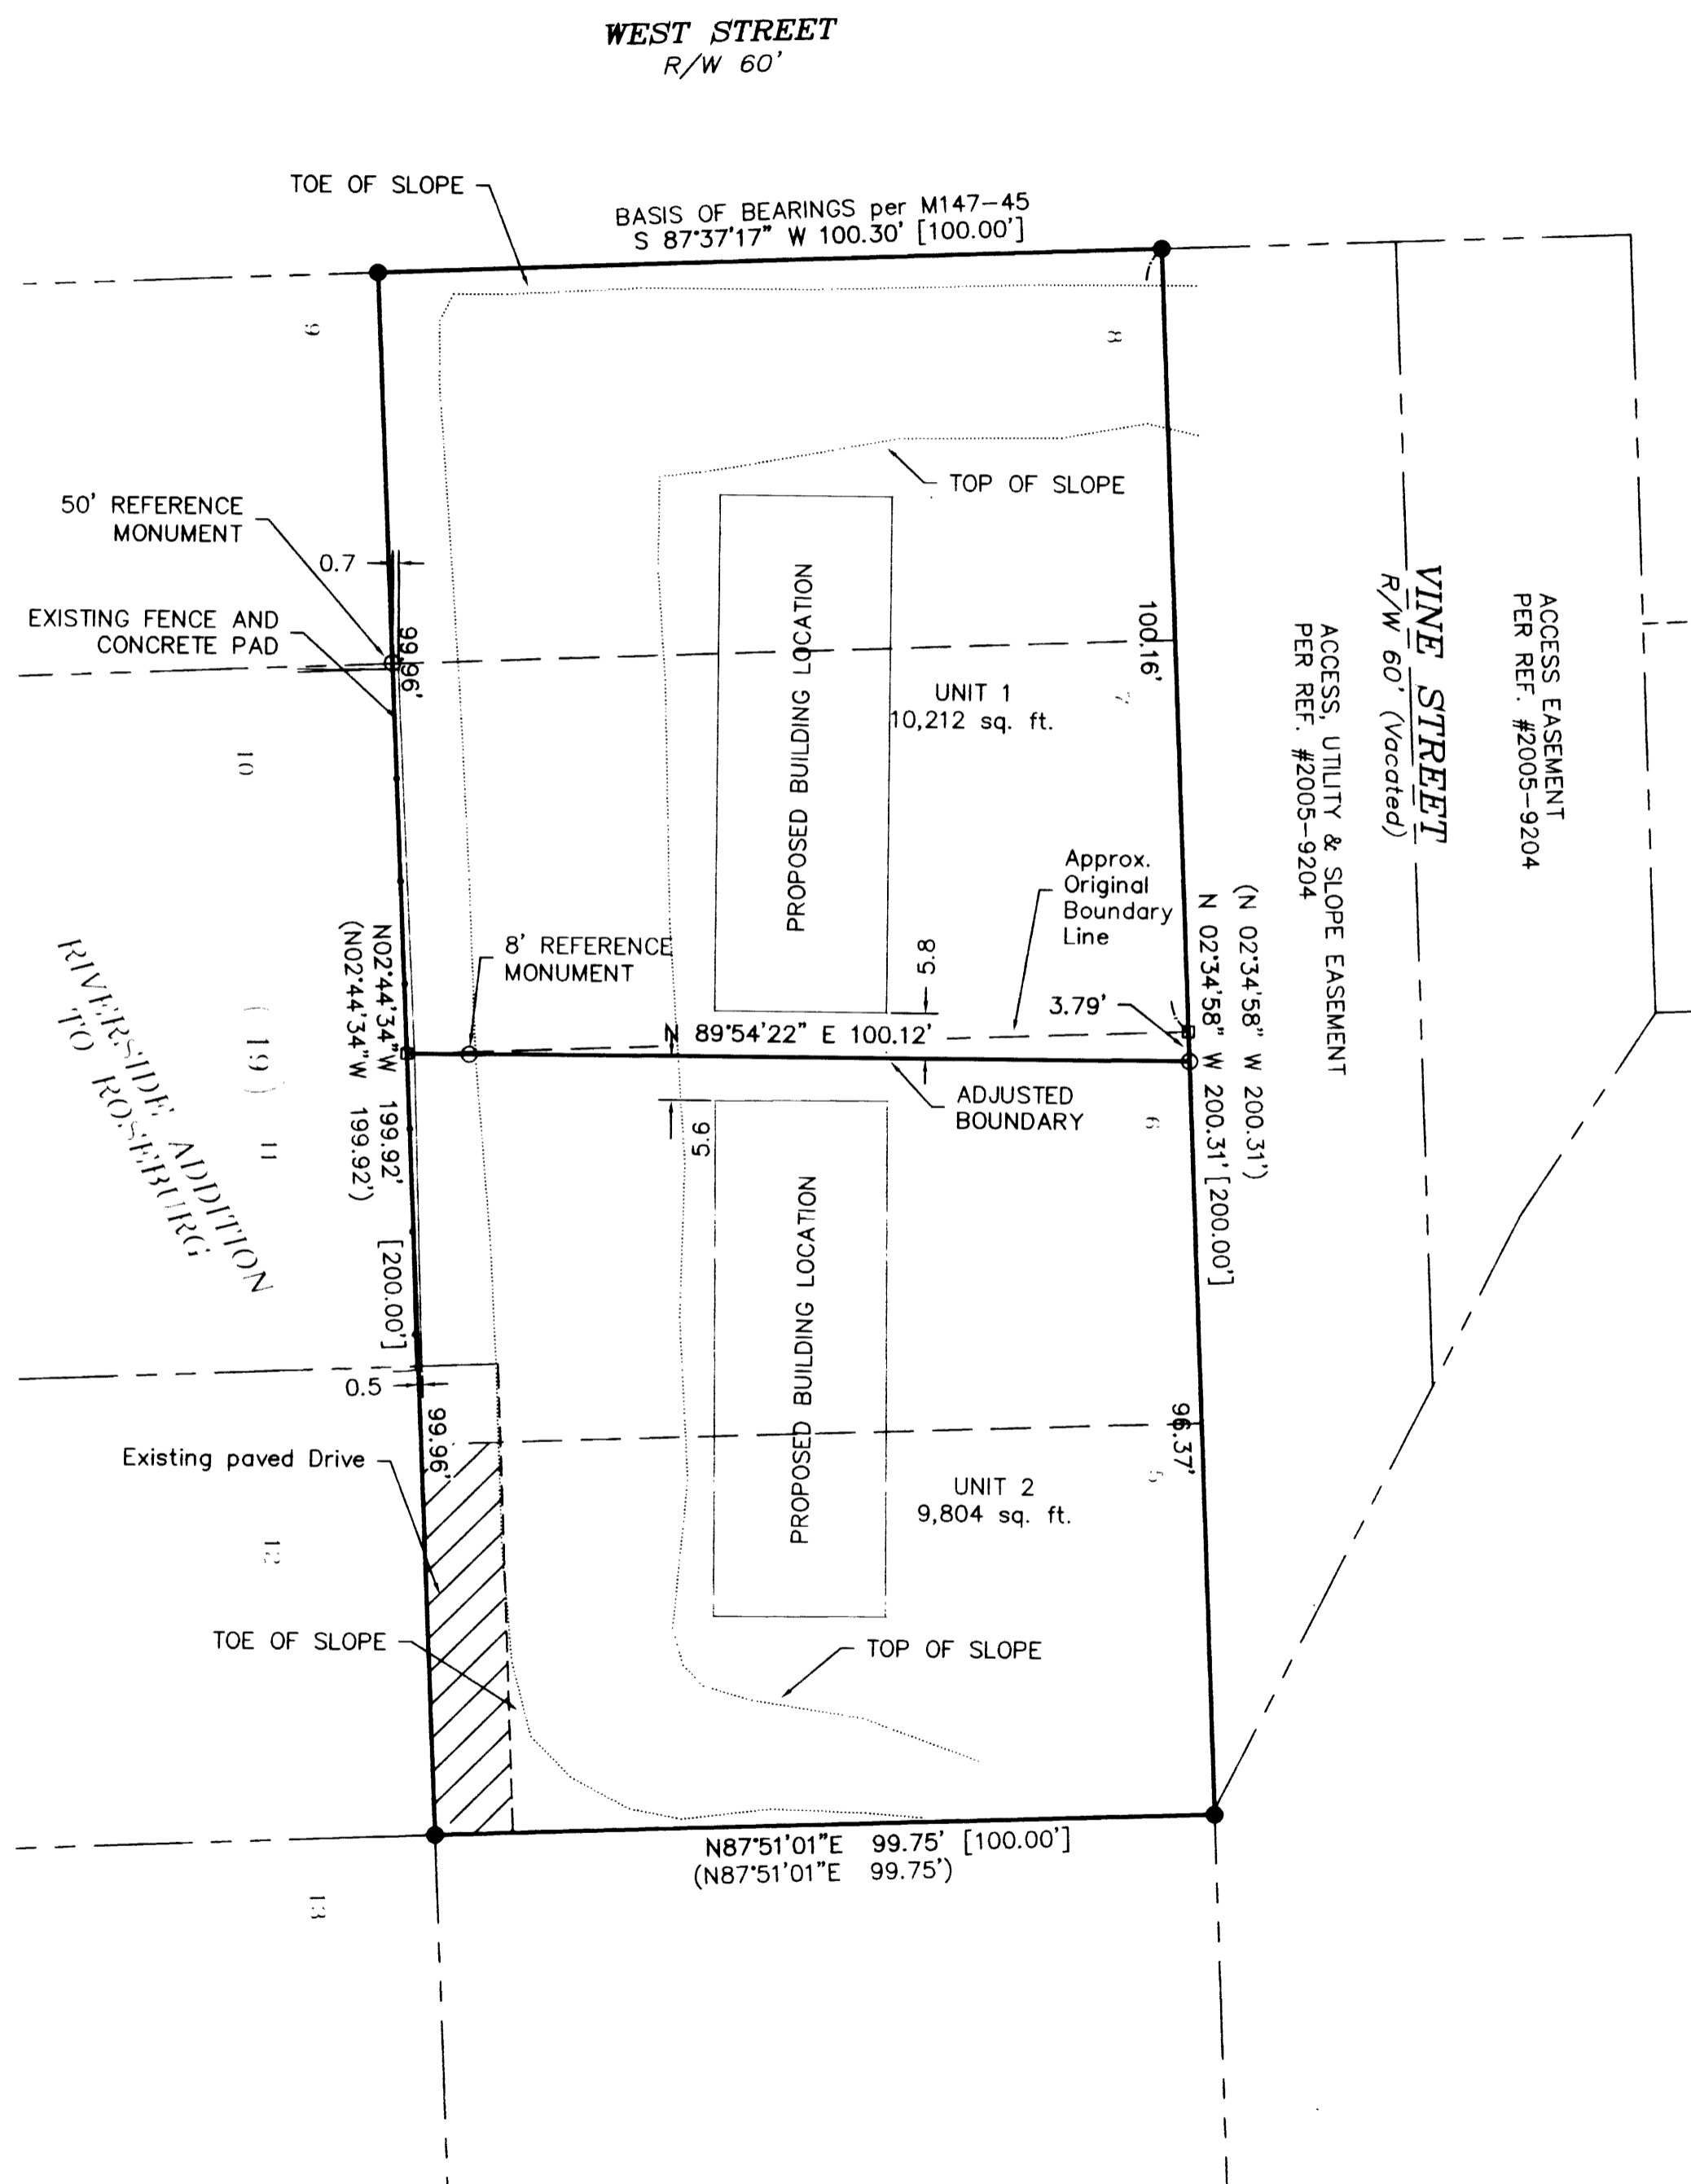 WEST STREET
R/W 60'
TOE OF SLOPE
BASIS OF BEARINGS per M147-45
S 87°37'17" W 100.30' [100.00']
9
8
TOP OF SLOPE
50' REFERENCE
MONUMENT
0.7
EXISTING FENCE AND
CONCRETE PAD
99.96'
PROPOSED BUILDING LOCATION
100.16'
UNIT 1
10,212 sq. ft.
7
VINE STREET
R/W 60' (Vacated)
ACCESS EASEMENT
PER REF. #2005-9204
ACCESS, UTILITY & SLOPE EASEMENT
PER REF. #2005-9204
10
Approx.
Original
Boundary
Line
(N 02°34'58" W 200.31')
N 02°34'58" W 200.31' [200.00']
8' REFERENCE
MONUMENT
5.8
3.79'
N 89°54'22" E 100.12'
N02°44'34"W 199.92' [200.00']
(N02°44'34"W 199.92')
RIVERSIDE ADDITION
TO ROSEBURG
(19)
11
ADJUSTED
BOUNDARY
6
5.6
PROPOSED BUILDING LOCATION
0.5
99.96'
96.37'
Existing paved Drive
5
UNIT 2
9,804 sq. ft.
12
TOE OF SLOPE
TOP OF SLOPE
N87°51'01"E 99.75' [100.00']
(N87°51'01"E 99.75')
13